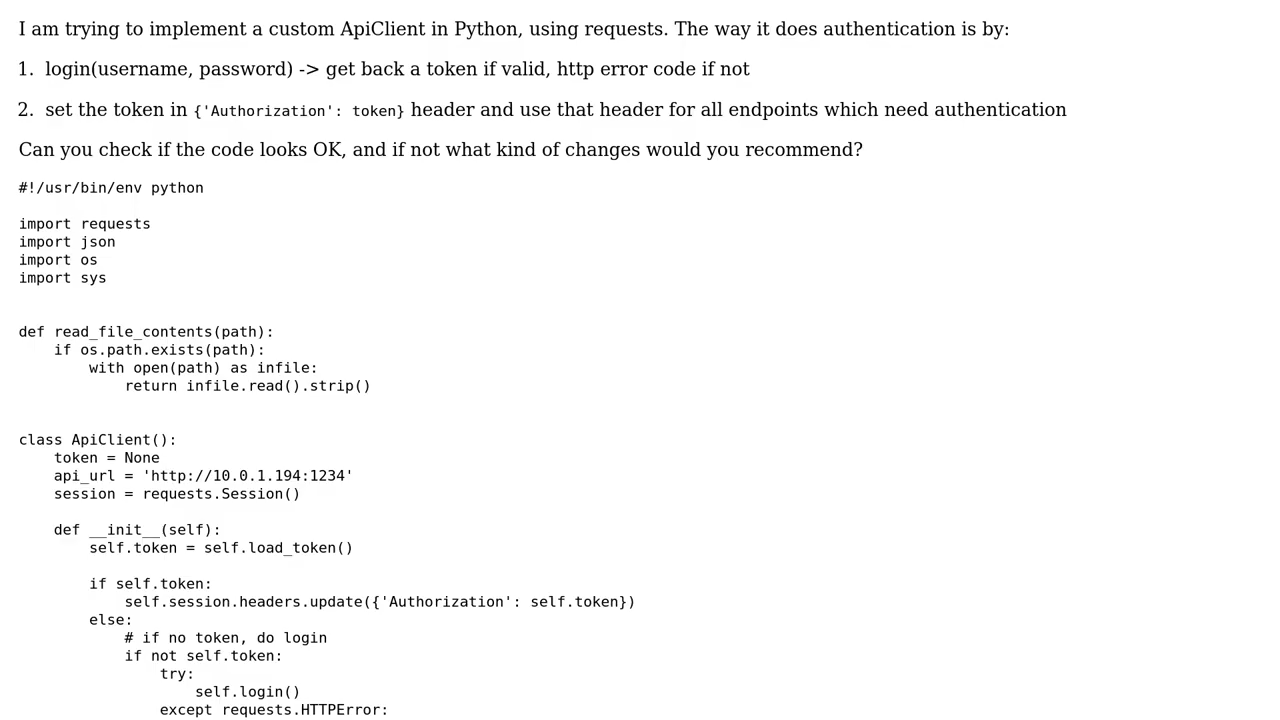 I am trying to implement a custom ApiClient in Python, using requests. The way it does authentication is by:
1. login(username, password) -> get back a token if valid, http error code if not
2. set the token in {'Authorization': token} header and use that header for all endpoints which need authentication
Can you check if the code looks OK, and if not what kind of changes would you recommend?
#!/usr/bin/env python

import requests
import json
import os
import sys


def read_file_contents(path):
    if os.path.exists(path):
        with open(path) as infile:
            return infile.read().strip()


class ApiClient():
    token = None
    api_url = 'http://10.0.1.194:1234'
    session = requests.Session()

    def __init__(self):
        self.token = self.load_token()

        if self.token:
            self.session.headers.update({'Authorization': self.token})
        else:
            # if no token, do login
            if not self.token:
                try:
                    self.login()
                except requests.HTTPError: